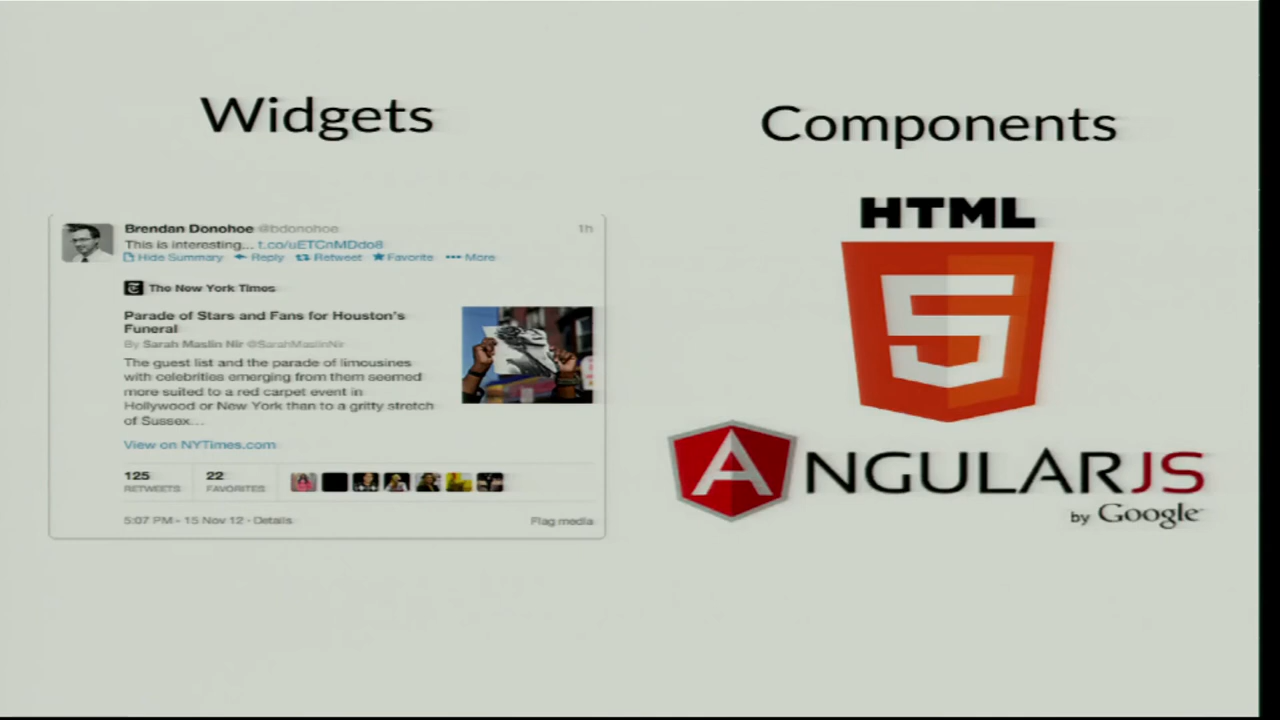 Widgets
Components
Brendan Donohoe @bdonohoe 1h
This is interesting... t.co/uETCnMDdo8
Hide Summary Reply Retweet Favorite More
The New York Times
Parade of Stars and Fans for Houston's
Funeral
By Sarah Maslin Nir @SarahMaslinNir
The guest list and the parade of limousines
with celebrities emerging from them seemed
more suited to a red carpet event in
Hollywood or New York than to a gritty stretch
of Sussex...
View on NYTimes.com
125 22
RETWEETS FAVORITES
5:07 PM - 15 Nov 12 · Details Flag media
HTML
5
ANGULARJS
by Google